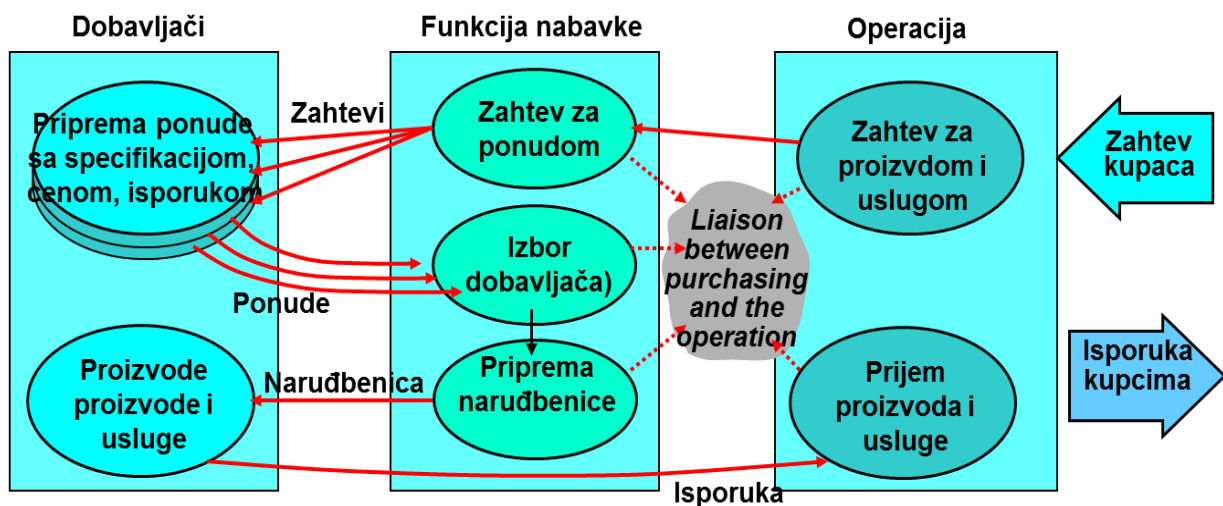 Dobavljači
Funkcija nabavke
Operacija
Priprema ponude
sa specifikacijom,
cenom, isporukom
Zahtevi
Zahtev za
ponudom
Zahtev za
proizvdom i
uslugom
Zahtev
kupaca
Izbor
dobavljača)
Liaison
between
purchasing
and the
operation
Ponude
Proizvode
proizvode i
usluge
Naruđbenica
Priprema
naruđbenice
Prijem
proizvoda i
usluge
Isporuka
kupcima
Isporuka